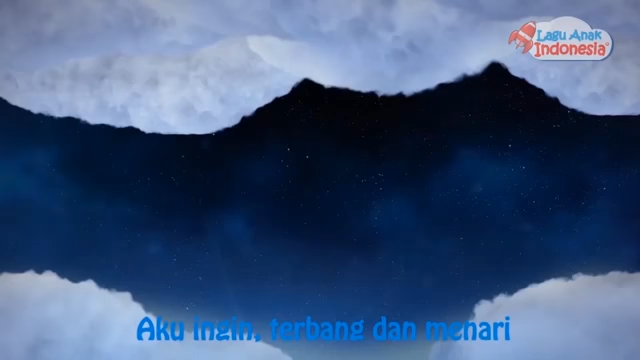 Lagu Anak
Indonesia
Aku ingin, terbang dan menari